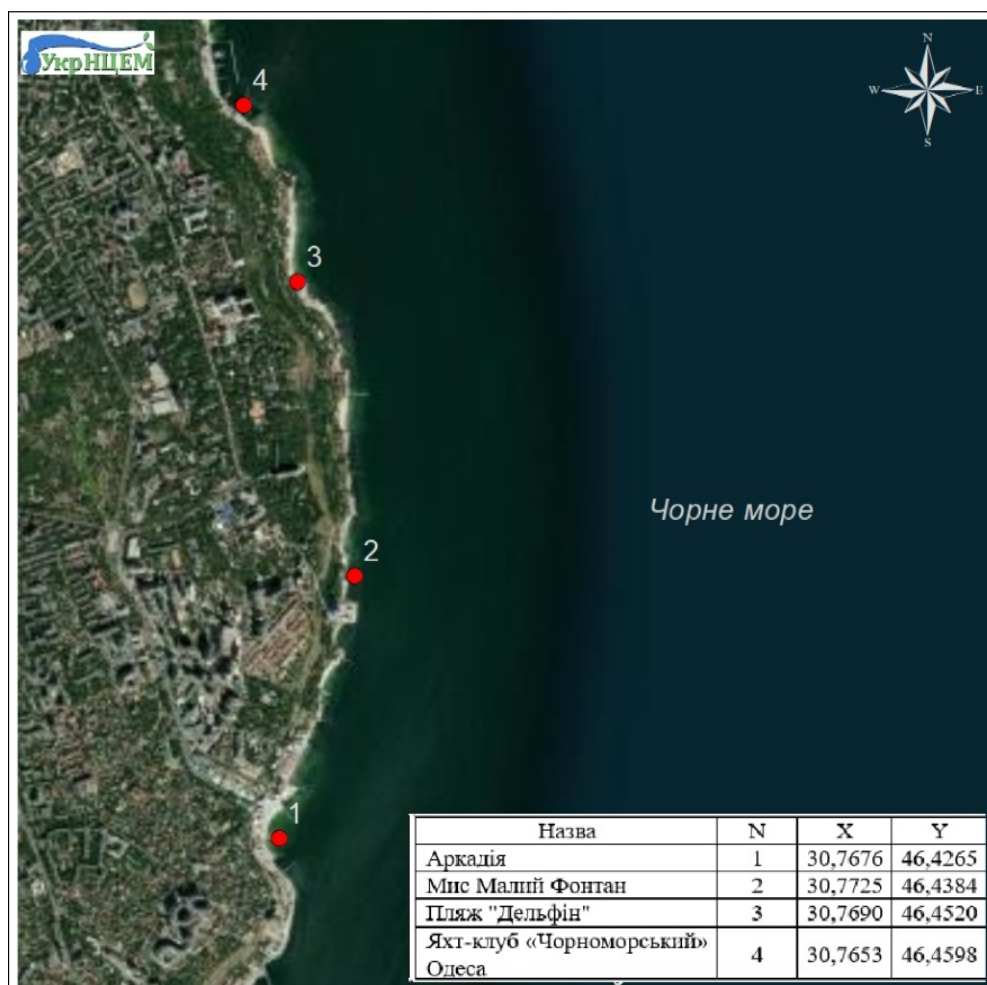 УкрНЦЕМ
N
W E
S
4
3
Чорне море
2
1
Назва N X Y
Аркадія 1 30,7676 46,4265
Мис Малий Фонтан 2 30,7725 46,4384
Пляж "Дельфін" 3 30,7690 46,4520
Яхт-клуб «Чорноморський»
Одеса 4 30,7653 46,4598